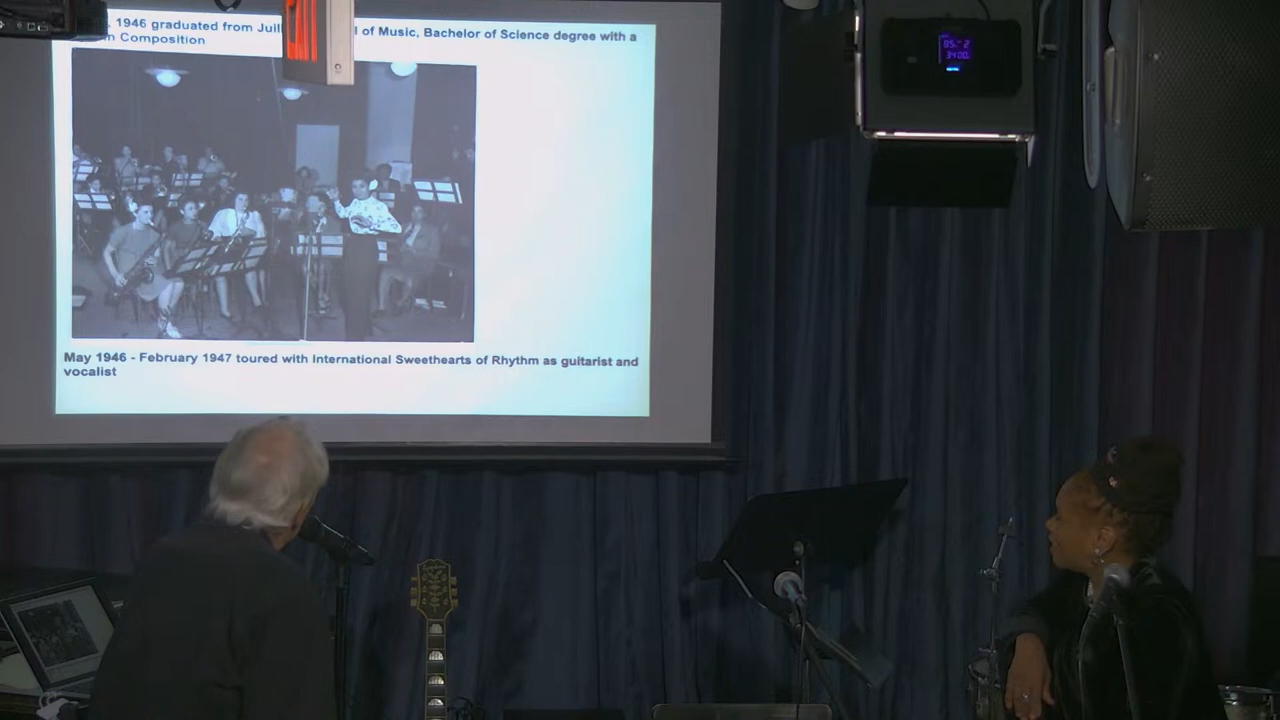 1946 graduated from Juil l of Music, Bachelor of Science degree with a
Composition
May 1946 - February 1947 toured with International Sweethearts of Rhythm as guitarist and
vocalist